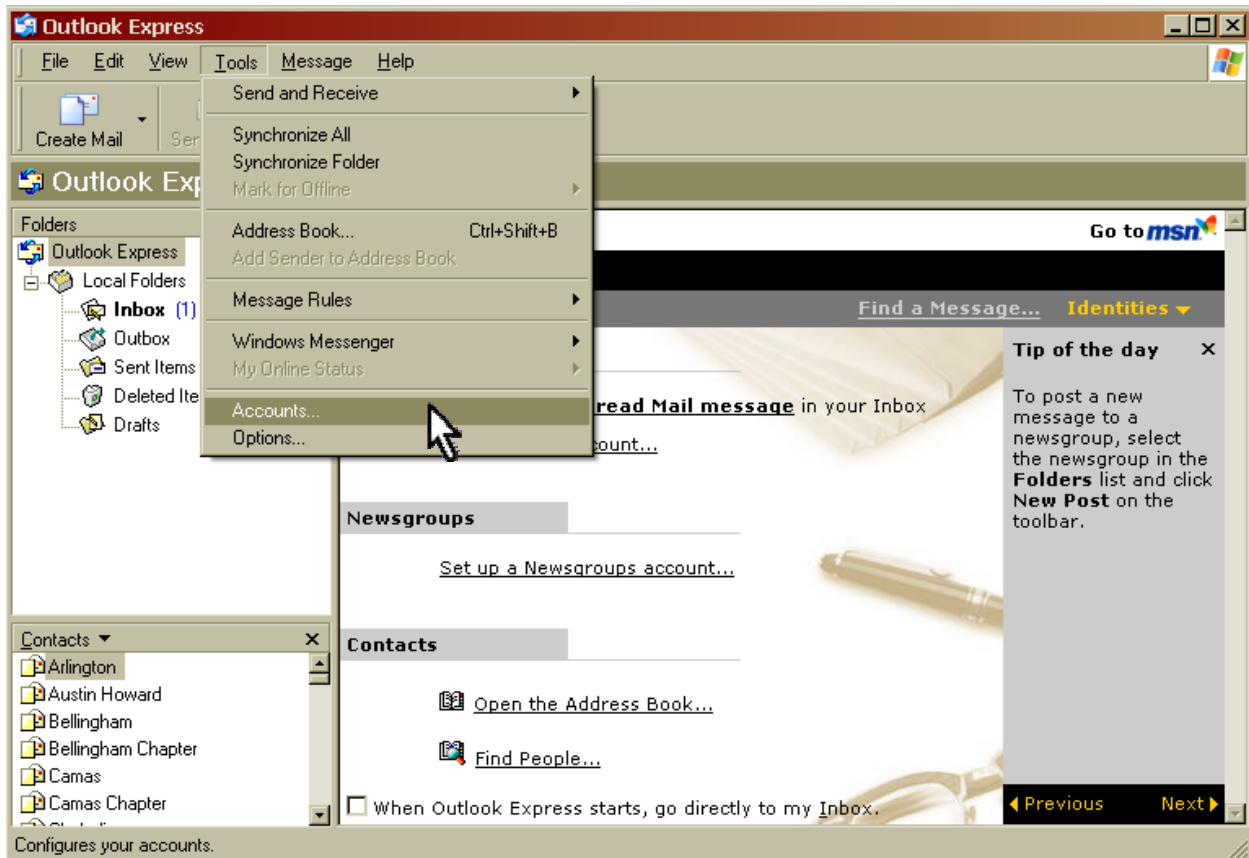 Outlook Express
File Edit View Tools Message Help
Create Mail
Send and Receive
Synchronize All
Synchronize Folder
Mark for Offline
Address Book... Ctrl+Shift+B
Add Sender to Address Book
Message Rules
Windows Messenger
My Online Status
Accounts...
Options...
Outlook
Folders
Outlook Express
Local Folders
Inbox (1)
Outbox
Sent Items
Deleted Ite
Drafts
Contacts
Arlington
Austin Howard
Bellingham
Bellingham Chapter
Camas
Camas Chapter
Go to msn
Find a Message... Identities
read Mail message in your Inbox
count...
Newsgroups
Set up a Newsgroups account...
Contacts
Open the Address Book...
Find People...
When Outlook Express starts, go directly to my Inbox.
Tip of the day
To post a new
message to a
newsgroup, select
the newsgroup in the
Folders list and click
New Post on the
toolbar.
Previous Next
Configures your accounts.